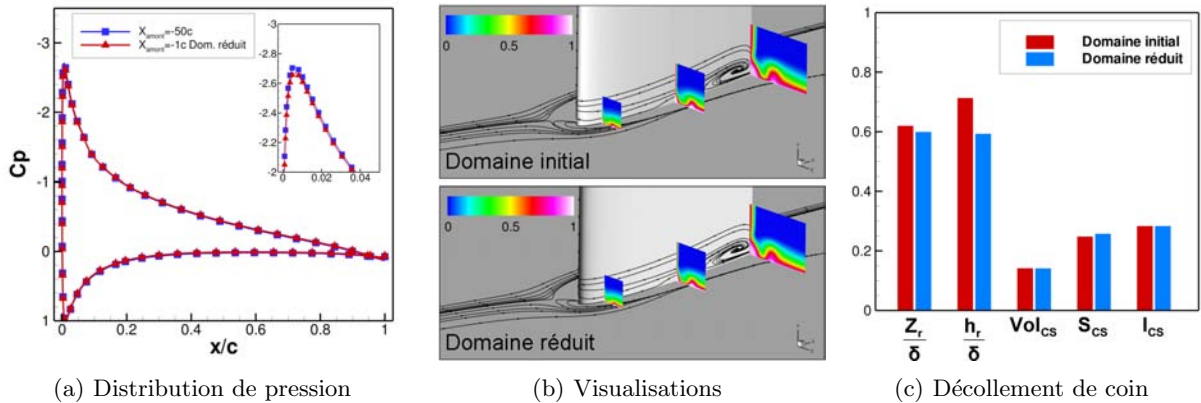 X_amont=-50c
X_amont=-1c Dom. réduit
-3
-2
-1
0
1
Cp
0
0.2
0.4
0.6
0.8
1
x/c
-3
-2.8
-2.6
-2.4
-2.2
-2
0
0.02
0.04
(a) Distribution de pression
0
0.5
1
Domaine initial
0
0.5
1
Domaine réduit
(b) Visualisations
Domaine initial
Domaine réduit
1
0.8
0.6
0.4
0.2
0
Z_r
δ
h_r
δ
Vol_CS
S_CS
I_CS
(c) Décollement de coin